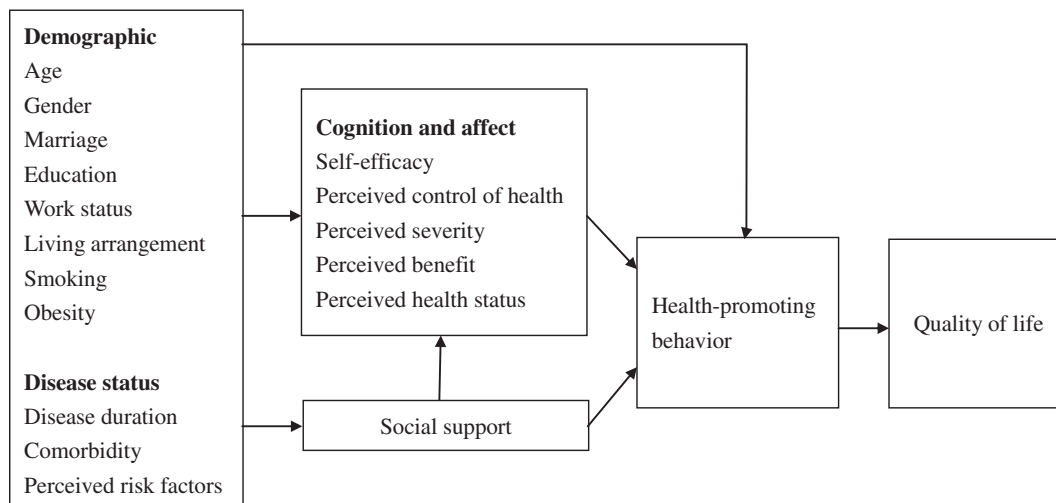 Demographic
Age
Gender
Marriage
Education
Work status
Living arrangement
Smoking
Obesity
Disease status
Disease duration
Comorbidity
Perceived risk factors
Cognition and affect
Self-efficacy
Perceived control of health
Perceived severity
Perceived benefit
Perceived health status
Social support
Health-promoting
behavior
Quality of life